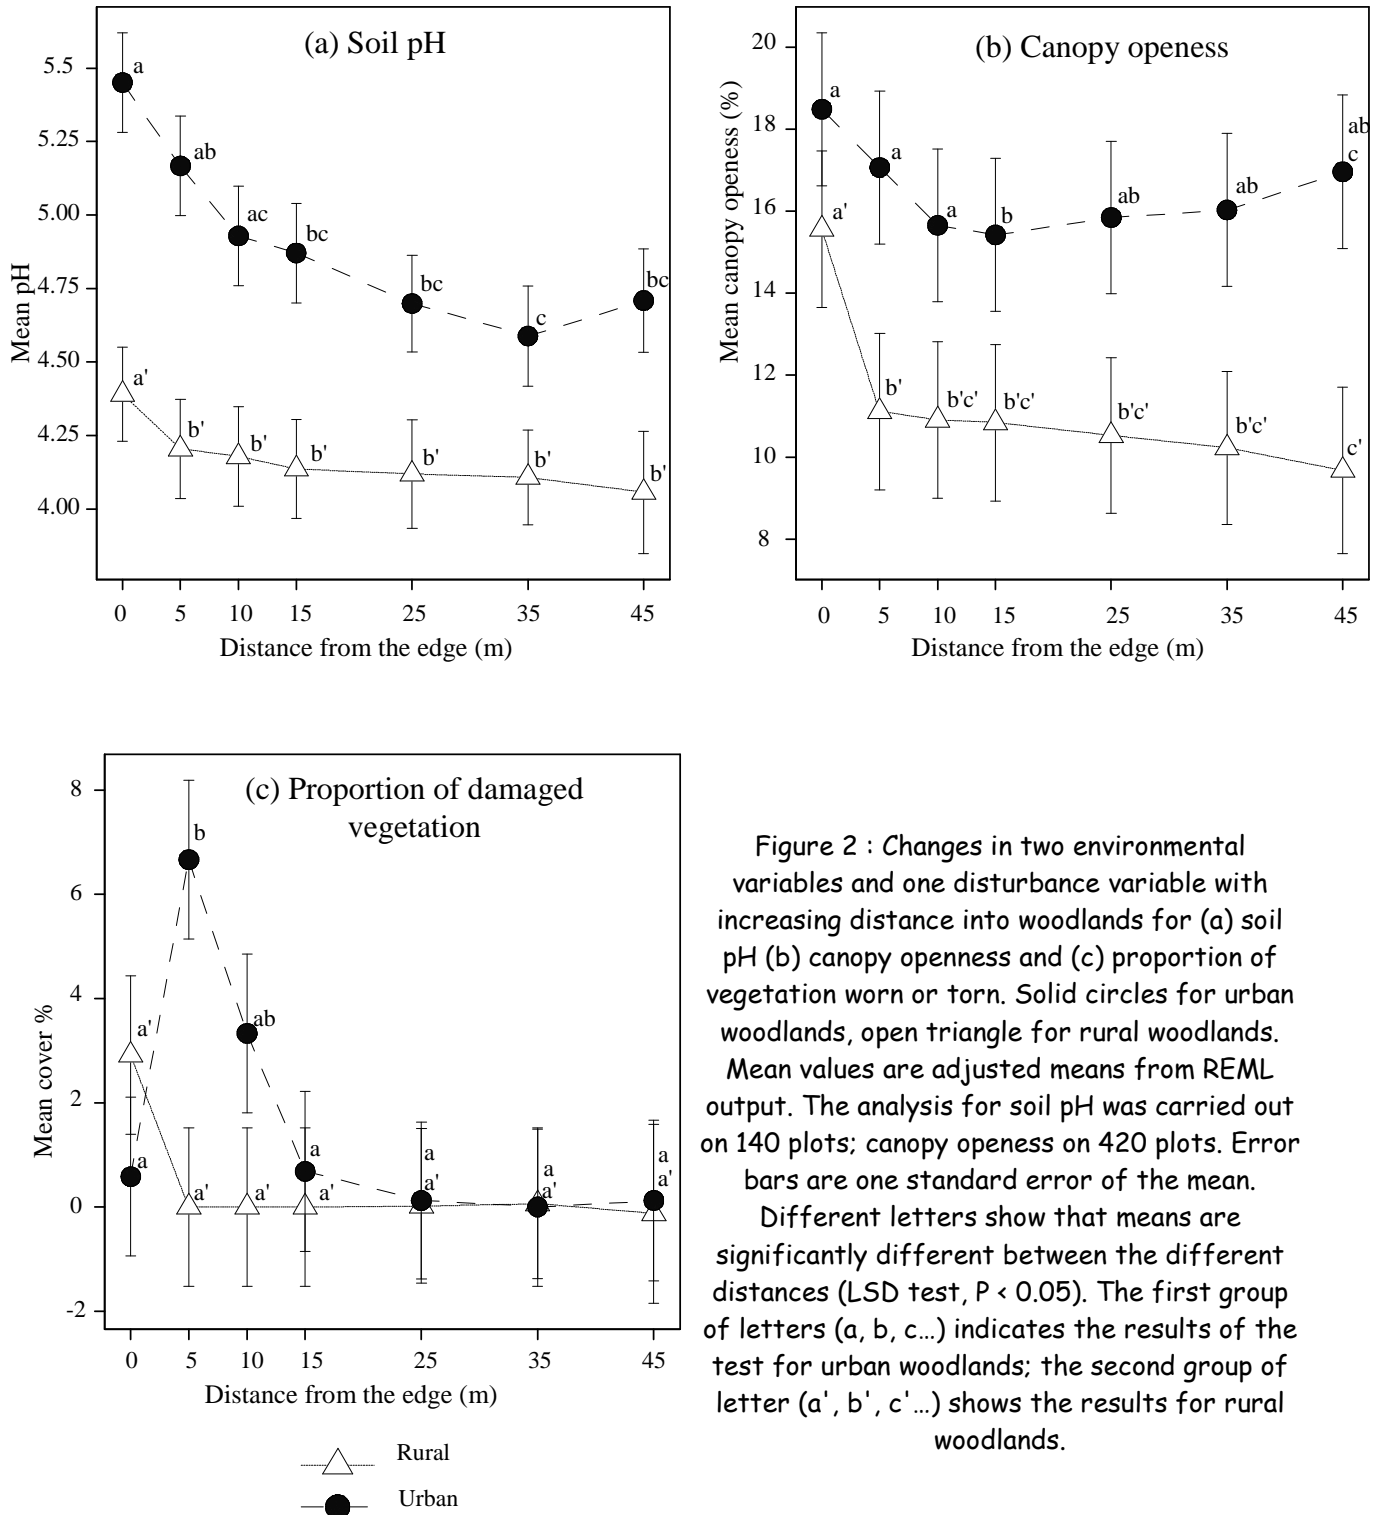 (a) Soil pH
5.5
5.25
5.00
4.75
4.50
4.25
4.00
Mean pH
a
ab
ac
bc
bc
c
bc
a'
b'
b'
b'
b'
b'
b'
0 5 10 15 25 35 45
Distance from the edge (m)
(b) Canopy openess
20
18
16
14
12
10
8
Mean canopy openess (%)
a
a
a
b
ab
ab
ab
c
a'
b'
b'c'
b'c'
b'c'
b'c'
c'
0 5 10 15 25 35 45
Distance from the edge (m)
(c) Proportion of damaged
vegetation
8
6
4
2
0
-2
Mean cover %
a'
a
b
ab
a
a
a
a
a'
a'
a'
a'
a'
a'
0 5 10 15 25 35 45
Distance from the edge (m)
Rural
Urban
Figure 2 : Changes in two environmental
variables and one disturbance variable with
increasing distance into woodlands for (a) soil
pH (b) canopy openness and (c) proportion of
vegetation worn or torn. Solid circles for urban
woodlands, open triangle for rural woodlands.
Mean values are adjusted means from REML
output. The analysis for soil pH was carried out
on 140 plots; canopy openess on 420 plots. Error
bars are one standard error of the mean.
Different letters show that means are
significantly different between the different
distances (LSD test, P < 0.05). The first group
of letters (a, b, c…) indicates the results of the
test for urban woodlands; the second group of
letter (a', b', c'…) shows the results for rural
woodlands.